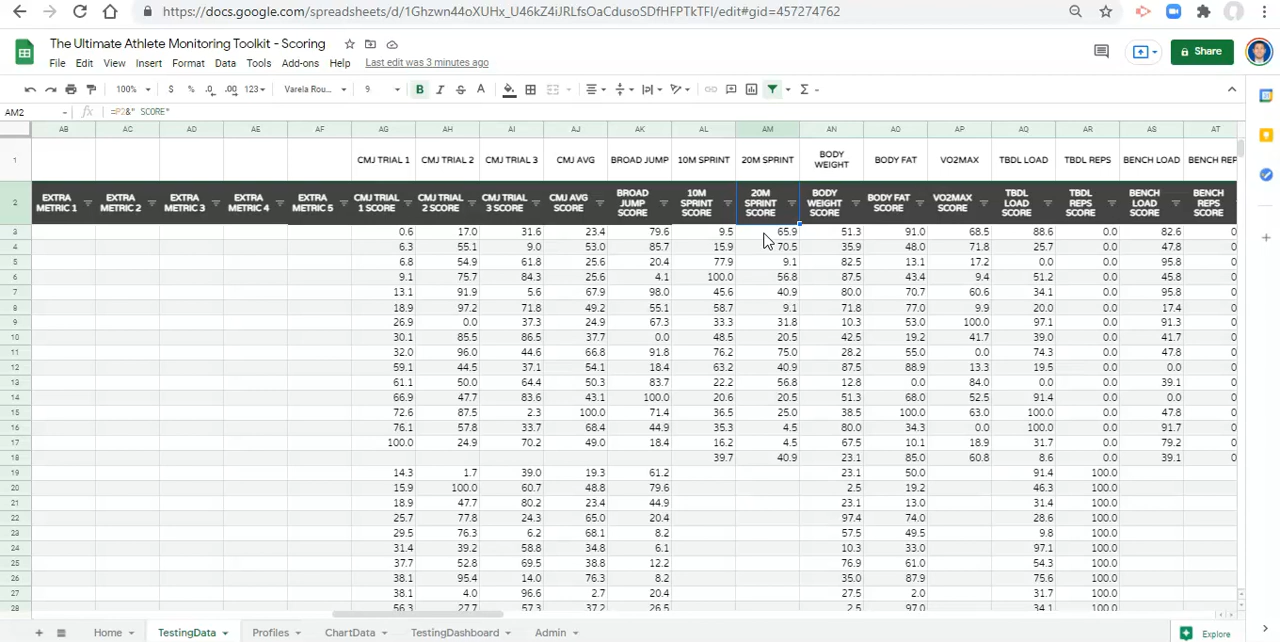 https://docs.google.com/spreadsheets/d/1Ghzwn44oXUHx_U46kZ4iJRLfsOaCdusoSDfHFPTkTFI/edit#gid=457274762
The Ultimate Athlete Monitoring Toolkit - Scoring
File Edit View Insert Format Data Tools Add-ons Help Last edit was 3 minutes ago
Share
100% $ % .0 .00 123 Varela Rou... 9 B I S A
AM2 fx =P2&" SCORE"
AB AC AD AE AF AG AH AI AJ AK AL AM AN AO AP AQ AR AS AT
1 CMJ TRIAL 1 CMJ TRIAL 2 CMJ TRIAL 3 CMJ AVG BROAD JUMP 10M SPRINT 20M SPRINT BODY WEIGHT BODY FAT VO2MAX TBDL LOAD TBDL REPS BENCH LOAD BENCH REP
2 EXTRA METRIC 1 EXTRA METRIC 2 EXTRA METRIC 3 EXTRA METRIC 4 EXTRA METRIC 5 CMJ TRIAL 1 SCORE CMJ TRIAL 2 SCORE CMJ TRIAL 3 SCORE CMJ AVG SCORE BROAD JUMP SCORE 10M SPRINT SCORE 20M SPRINT SCORE BODY WEIGHT SCORE BODY FAT SCORE VO2MAX SCORE TBDL LOAD SCORE TBDL REPS SCORE BENCH LOAD SCORE BENCH REPS SCORE
3 0.6 17.0 31.6 23.4 79.6 9.5 65.9 51.3 91.0 68.5 88.6 0.0 82.6 0
4 6.3 55.1 9.0 53.0 85.7 15.9 70.5 35.9 48.0 71.8 25.7 0.0 47.8 0
5 6.8 54.9 61.8 25.6 20.4 77.9 9.1 82.5 13.1 17.2 0.0 0.0 95.8 0
6 9.1 75.7 84.3 25.6 4.1 100.0 56.8 87.5 43.4 9.4 51.2 0.0 45.8 0
7 13.1 91.9 5.6 67.9 98.0 45.6 40.9 80.0 70.7 60.6 34.1 0.0 95.8 0
8 18.9 97.2 71.8 49.2 55.1 58.7 9.1 71.8 77.0 9.9 20.0 0.0 17.4 0
9 26.9 0.0 37.3 24.9 67.3 33.3 31.8 10.3 53.0 100.0 97.1 0.0 91.3 0
10 30.1 85.5 86.5 37.7 0.0 48.5 20.5 42.5 19.2 41.7 39.0 0.0 41.7 0
11 32.0 96.0 44.6 66.8 91.8 76.2 75.0 28.2 55.0 0.0 74.3 0.0 47.8 0
12 59.1 44.5 37.1 54.1 18.4 63.2 40.9 87.5 88.9 13.3 19.5 0.0 0.0 0
13 61.1 50.0 64.4 50.3 83.7 22.2 56.8 12.8 0.0 84.0 0.0 0.0 39.1 0
14 66.9 47.7 83.6 43.1 100.0 20.6 20.5 51.3 68.0 52.5 91.4 0.0 0.0 0
15 72.6 87.5 2.3 100.0 71.4 36.5 25.0 38.5 100.0 63.0 100.0 0.0 47.8 0
16 76.1 57.8 33.7 68.4 44.9 35.3 4.5 80.0 34.3 0.0 100.0 0.0 91.7 0
17 100.0 24.9 70.2 49.0 18.4 16.2 4.5 67.5 10.1 18.9 31.7 0.0 79.2 0
18 39.7 40.9 23.1 85.0 60.8 8.6 0.0 39.1 0
19 14.3 1.7 39.0 19.3 61.2 23.1 50.0 91.4 100.0
20 15.9 100.0 60.7 48.8 79.6 2.5 19.2 46.3 100.0
21 18.9 47.7 80.2 23.4 44.9 23.1 13.0 31.4 100.0
22 25.7 77.8 24.3 65.0 20.4 97.4 74.0 28.6 100.0
23 29.5 76.3 6.2 68.1 8.2 57.5 49.5 9.8 100.0
24 31.4 39.2 58.8 34.8 6.1 10.3 33.0 97.1 100.0
25 37.7 52.8 69.5 38.8 12.2 76.9 61.0 54.3 100.0
26 38.1 95.4 14.0 76.3 8.2 35.0 87.9 75.6 100.0
27 38.1 4.0 96.6 2.7 20.4 27.5 2.0 31.7 100.0
28 56.3 27.7 57.3 37.2 26.5 2.5 97.0 34.1 100.0
Home TestingData Profiles ChartData TestingDashboard Admin Explore